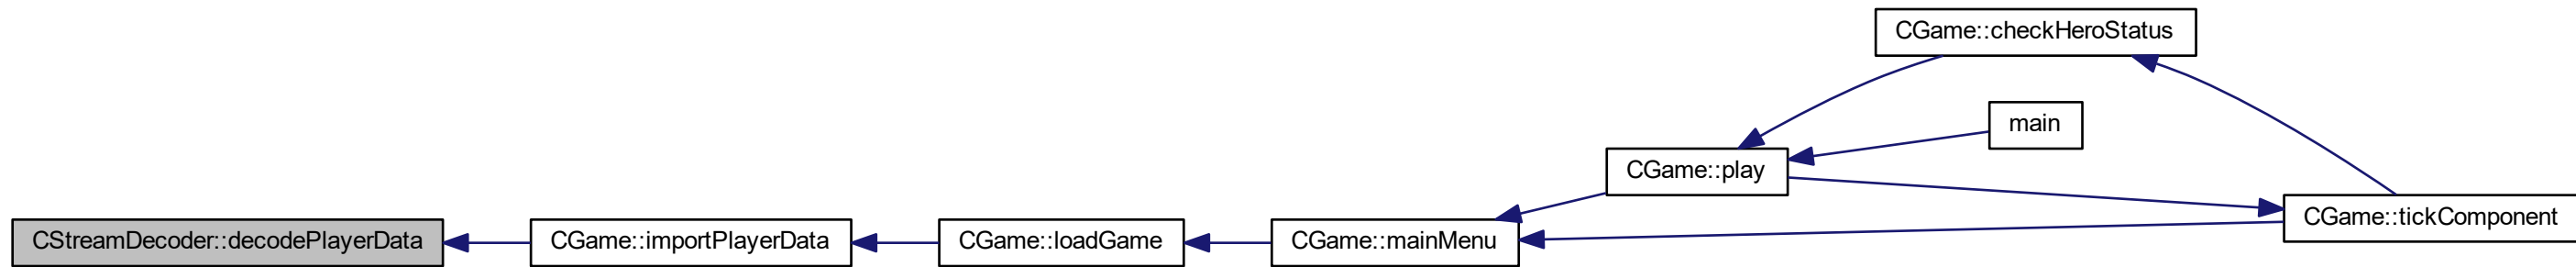 CGame::checkHeroStatus
main
CGame::play
CGame::tickComponent
CStreamDecoder::decodePlayerData
CGame::importPlayerData
CGame::loadGame
CGame::mainMenu